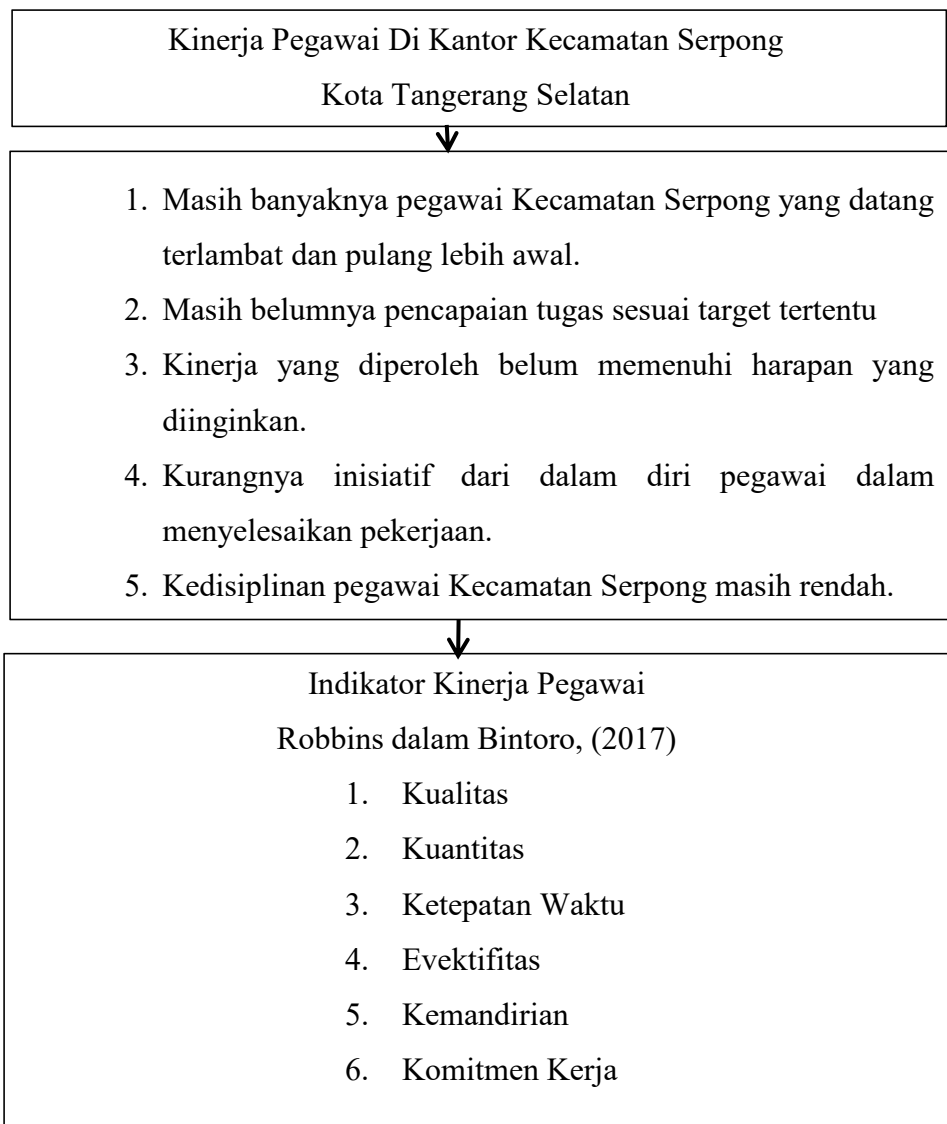 Kinerja Pegawai Di Kantor Kecamatan Serpong
Kota Tangerang Selatan
1. Masih banyaknya pegawai Kecamatan Serpong yang datang
terlambat dan pulang lebih awal.
2. Masih belumnya pencapaian tugas sesuai target tertentu
3. Kinerja yang diperoleh belum memenuhi harapan yang
diinginkan.
4. Kurangnya inisiatif dari dalam diri pegawai dalam
menyelesaikan pekerjaan.
5. Kedisiplinan pegawai Kecamatan Serpong masih rendah.
Indikator Kinerja Pegawai
Robbins dalam Bintoro, (2017)
1. Kualitas
2. Kuantitas
3. Ketepatan Waktu
4. Evektifitas
5. Kemandirian
6. Komitmen Kerja